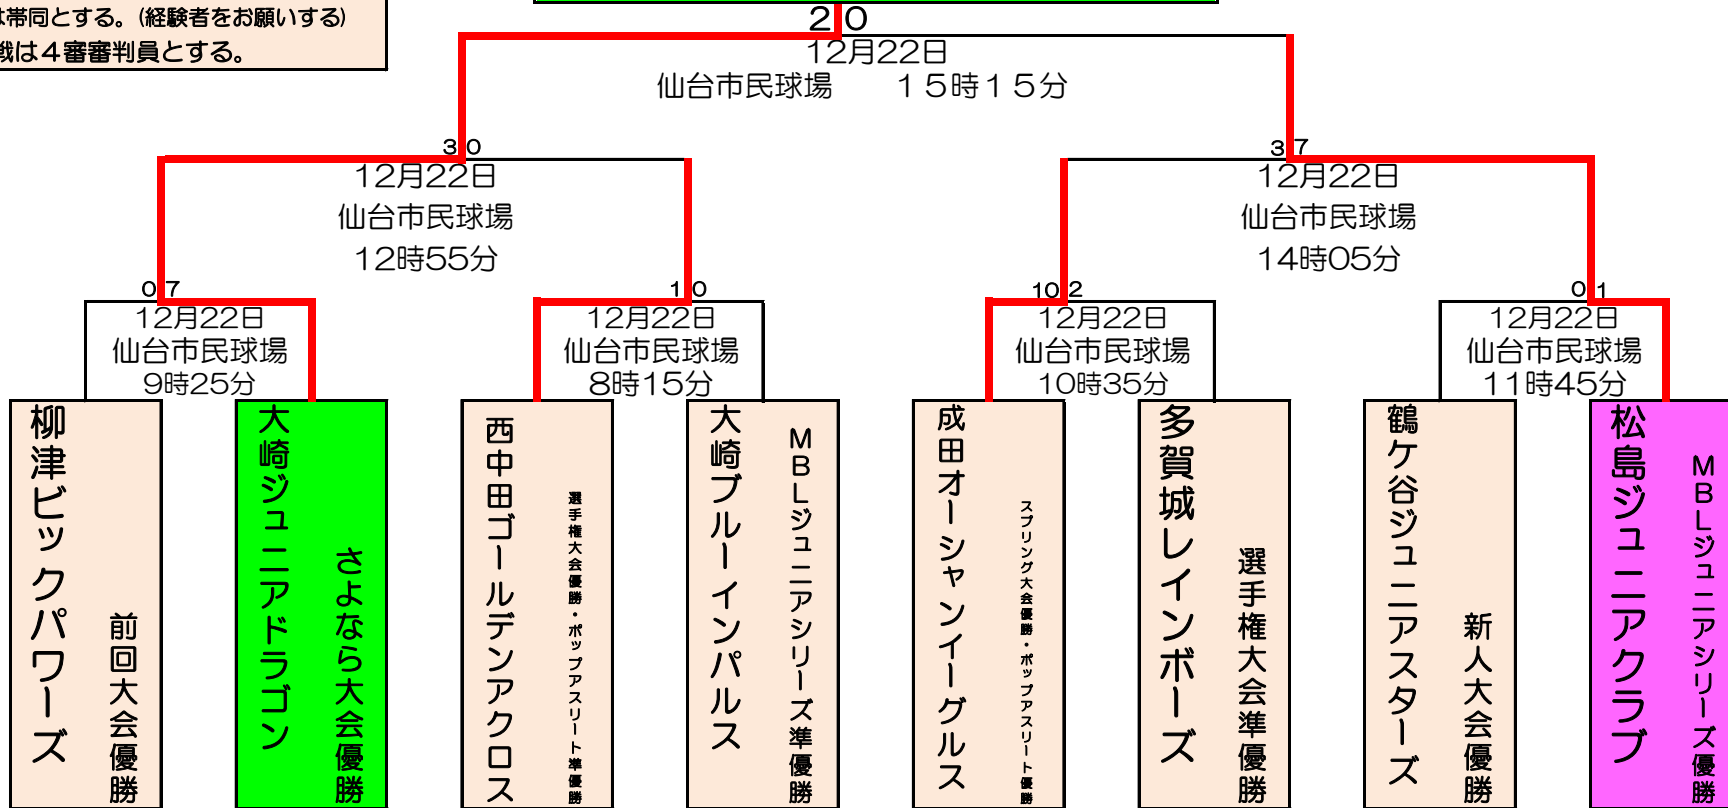 は帯同とする。（経験者をお願いする）
戦は４審審判員とする。
2 0
12月22日
仙台市民球場　１５時１５分
3 0
12月22日
仙台市民球場
12時55分
3 7
12月22日
仙台市民球場
14時05分
0 7
12月22日
仙台市民球場
9時25分
1 0
12月22日
仙台市民球場
8時15分
10 2
12月22日
仙台市民球場
10時35分
0 1
12月22日
仙台市民球場
11時45分
柳津ビックパワーズ
前回大会優勝
大崎ジュニアドラゴン
さよなら大会優勝
西中田ゴールデンアクロス
選手権大会優勝・ポップアスリート準優勝
大崎ブルーインパルス
ＭＢＬジュニアシリーズ準優勝
成田オーシャンイーグルス
スプリング大会優勝・ポップアスリート優勝
多賀城レインボーズ
選手権大会準優勝
鶴ケ谷ジュニアスターズ
新人大会優勝
松島ジュニアクラブ
ＭＢＬジュニアシリーズ優勝